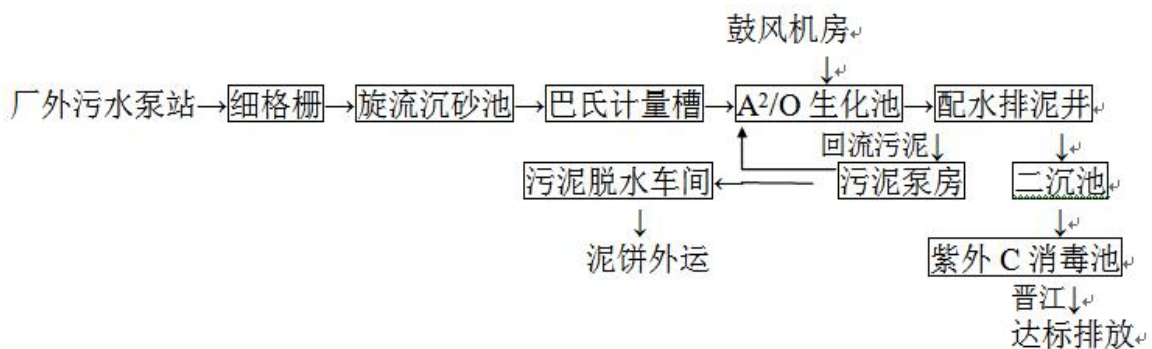 鼓风机房
↓
厂外污水泵站→细格栅→旋流沉砂池→巴氏计量槽→A²/O 生化池→配水排泥井
回流污泥↓ ↓
污泥脱水车间←污泥泵房 二沉池
↓ ↓
泥饼外运 紫外 C 消毒池
晋江↓
达标排放